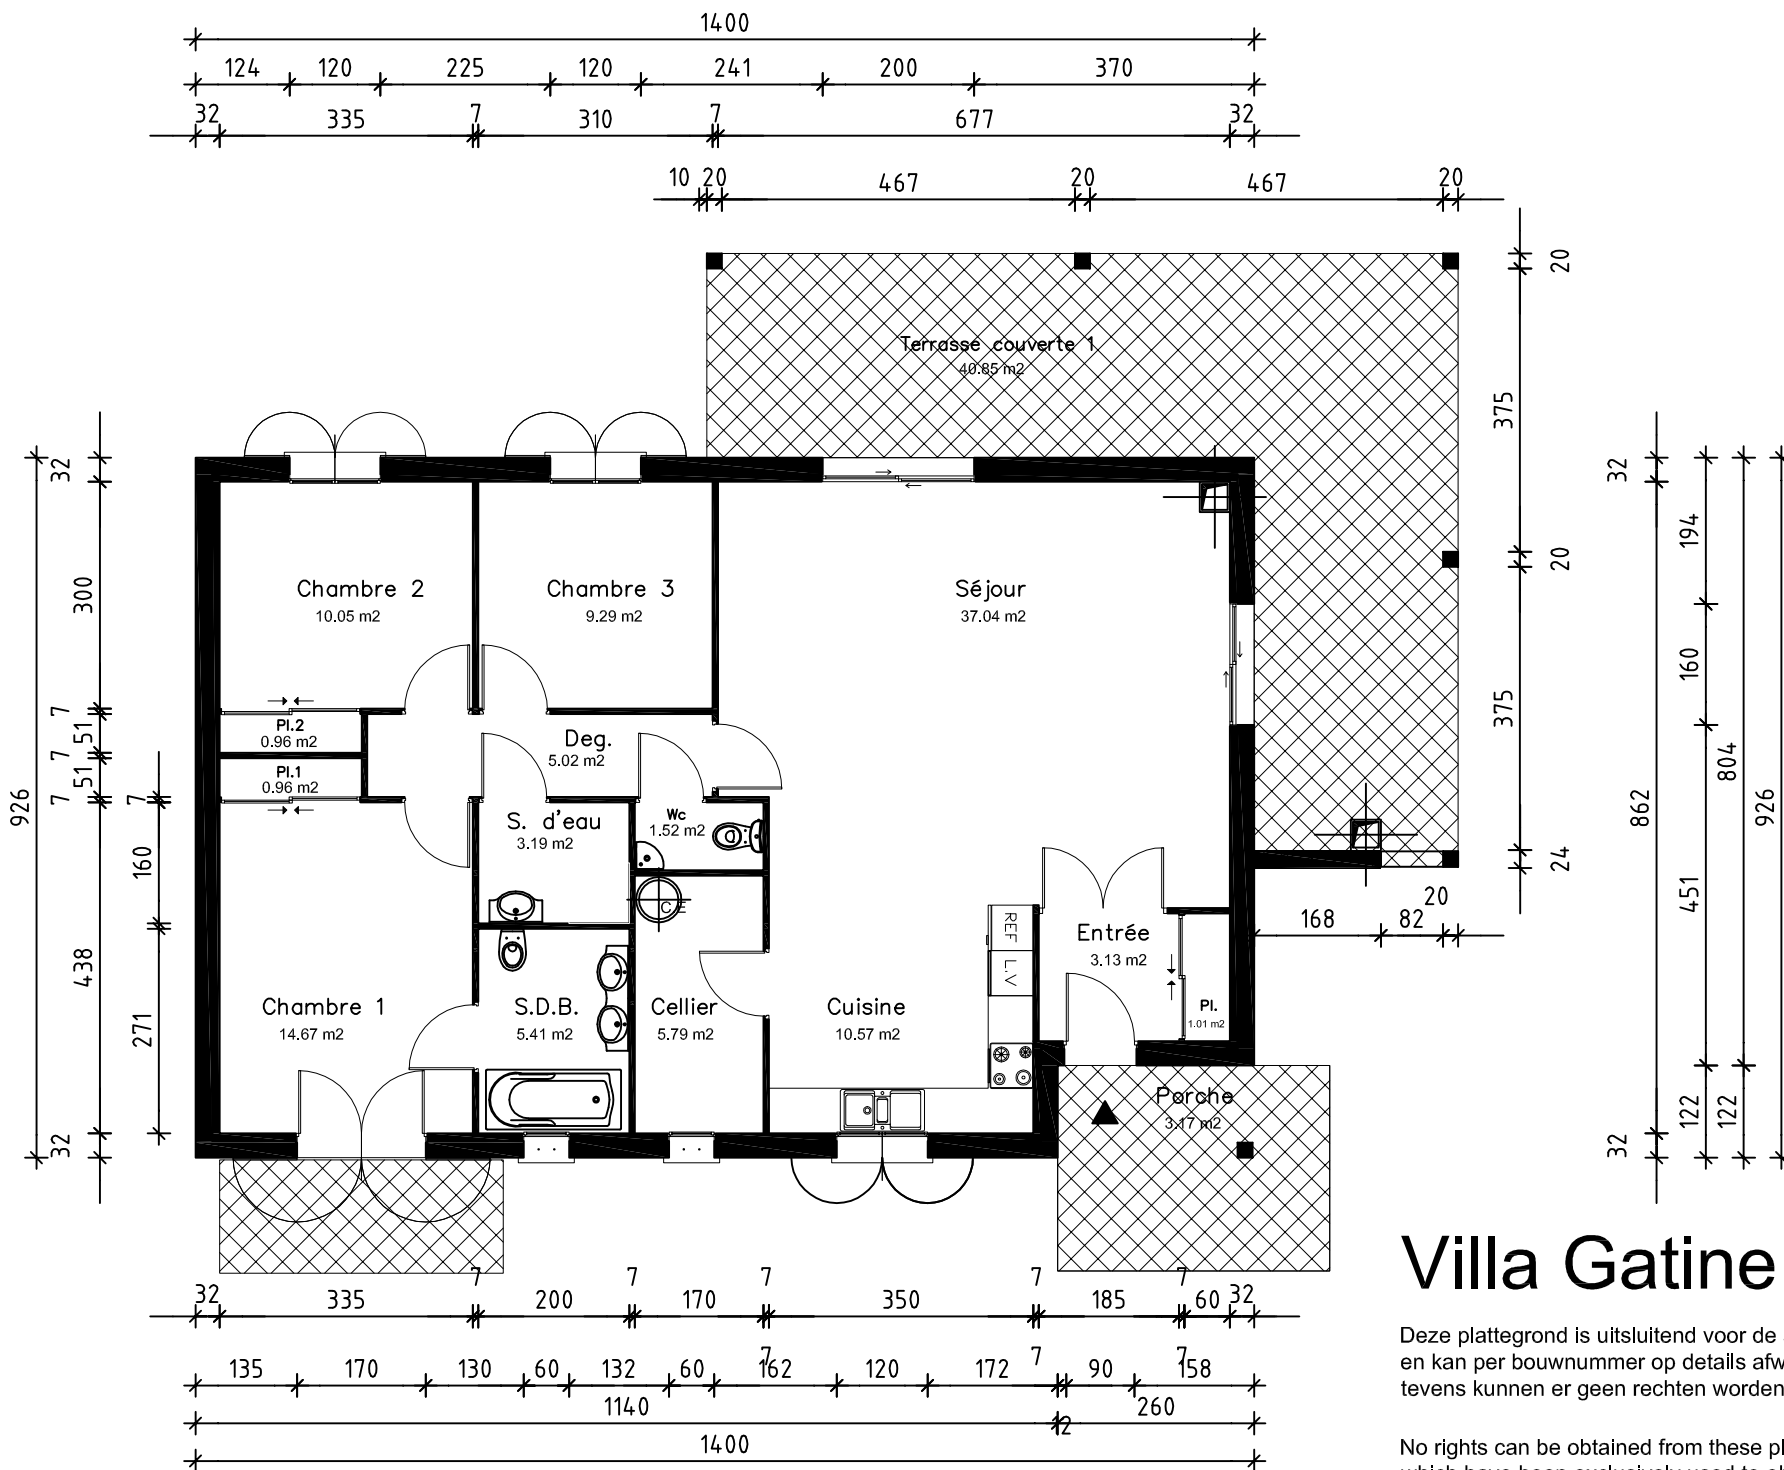 1400
124 120 225 120 241 200 370
32 335 7 310 7 677 32
10 20 467 20 467 20
20
375
20
375
24
Terrasse couverte 1
40.85 m2
32
300
7
51
7
51
7
438
32
926
7
160
271
32
862
32
194
160
451
122
804
122
926
Chambre 2
10.05 m2
Chambre 3
9.29 m2
Séjour
37.04 m2
Pl.2
0.96 m2
Pl.1
0.96 m2
Deg.
5.02 m2
S. d'eau
3.19 m2
Wc
1.52 m2
C.E
REF
L.V
Entrée
3.13 m2
Pl.
1.01 m2
20
168 82
Chambre 1
14.67 m2
S.D.B.
5.41 m2
Cellier
5.79 m2
Cuisine
10.57 m2
Porche
3.17 m2
32 335 7 200 7 170 7 350 7 185 7 60 32
135 170 130 60 132 60 7 162 120 172 7 90 7 158
1140 12 260
1400
Villa Gatine
Deze plattegrond is uitsluitend voor de
en kan per bouwnummer op details afw
tevens kunnen er geen rechten worden
No rights can be obtained from these pl